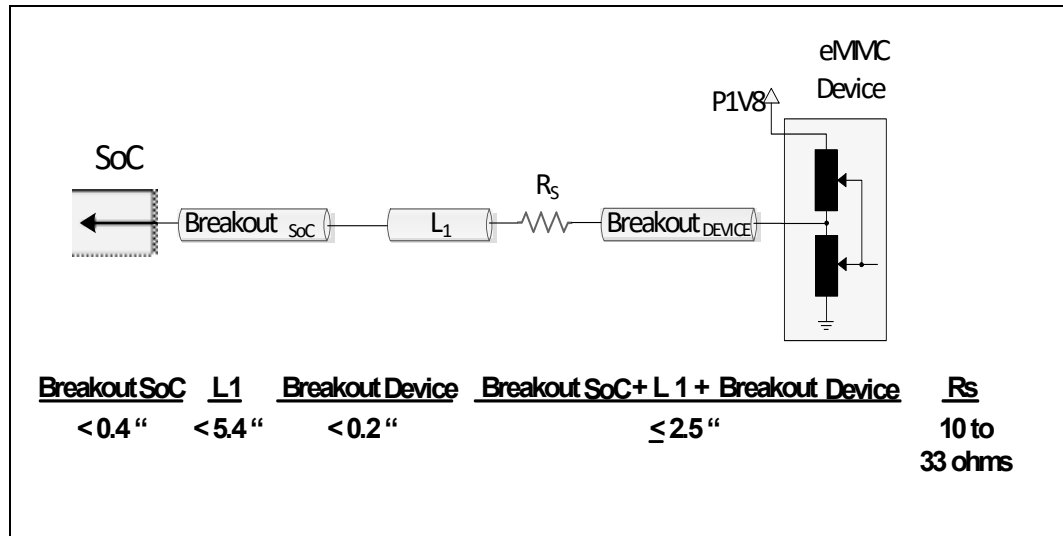 eMMC
Device
P1V8
SoC
RS
Breakout SoC
L1
Breakout DEVICE
Breakout SoC L1 Breakout Device Breakout SoC + L 1 + Breakout Device Rs
< 0.4 “ < 5.4 “ < 0.2 “ ≤ 2.5 “ 10 to
33 ohms